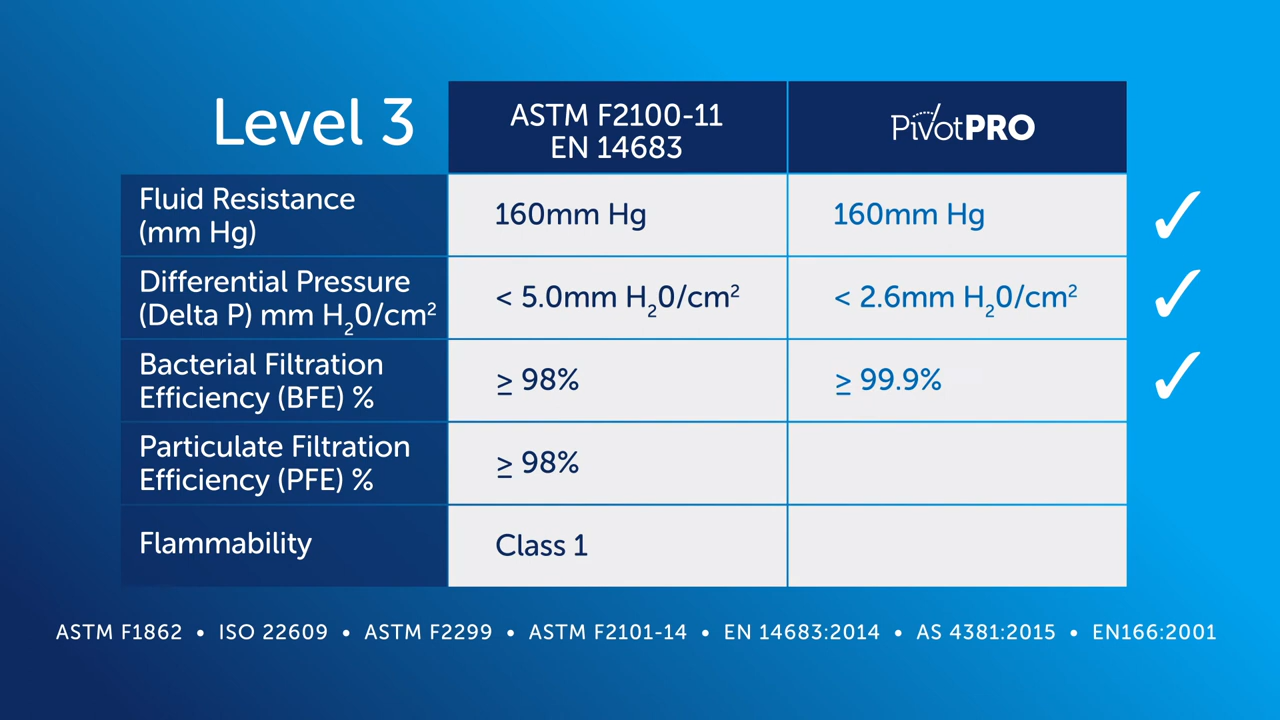 Level 3
ASTM F2100-11
EN 14683
PivotPRO
Fluid Resistance
(mm Hg)
160mm Hg
160mm Hg
Differential Pressure
(Delta P) mm H₂0/cm²
< 5.0mm H₂0/cm²
< 2.6mm H₂0/cm²
Bacterial Filtration
Efficiency (BFE) %
≥ 98%
≥ 99.9%
Particulate Filtration
Efficiency (PFE) %
≥ 98%
Flammability
Class 1
ASTM F1862 • ISO 22609 • ASTM F2299 • ASTM F2101-14 • EN 14683:2014 • AS 4381:2015 • EN166:2001